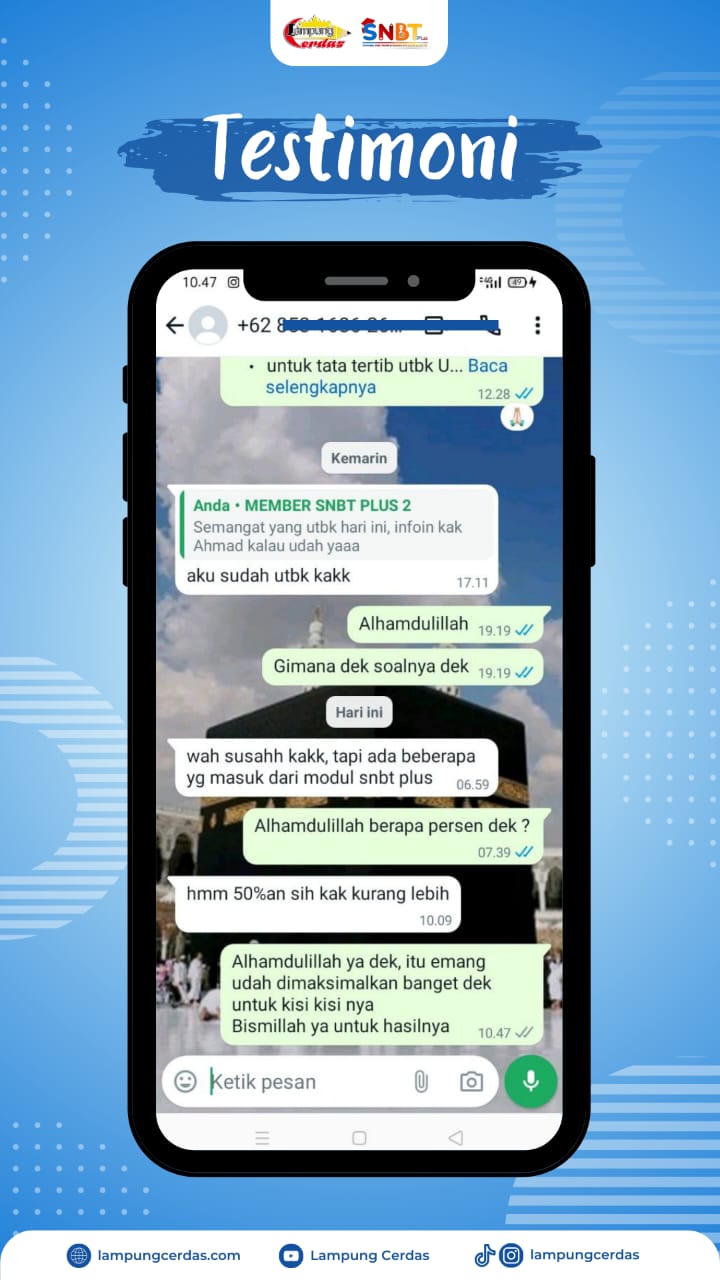 Lampung
Cerdas
SNBT Plus
Testimoni
10.47
4G
49
+62 8
untuk tata tertib utbk U... Baca
selengkapnya
12.28
Kemarin
Anda • MEMBER SNBT PLUS 2
Semangat yang utbk hari ini, infoin kak
Ahmad kalau udah yaaa
aku sudah utbk kakk
17.11
Alhamdulillah
19.19
Gimana dek soalnya dek
19.19
Hari ini
wah susahh kakk, tapi ada beberapa
yg masuk dari modul snbt plus
06.59
Alhamdulillah berapa persen dek ?
07.39
hmm 50%an sih kak kurang lebih
10.09
Alhamdulillah ya dek, itu emang
udah dimaksimalkan banget dek
untuk kisi kisi nya
Bismillah ya untuk hasilnya
10.47
Ketik pesan
lampungcerdas.com
Lampung Cerdas
lampungcerdas